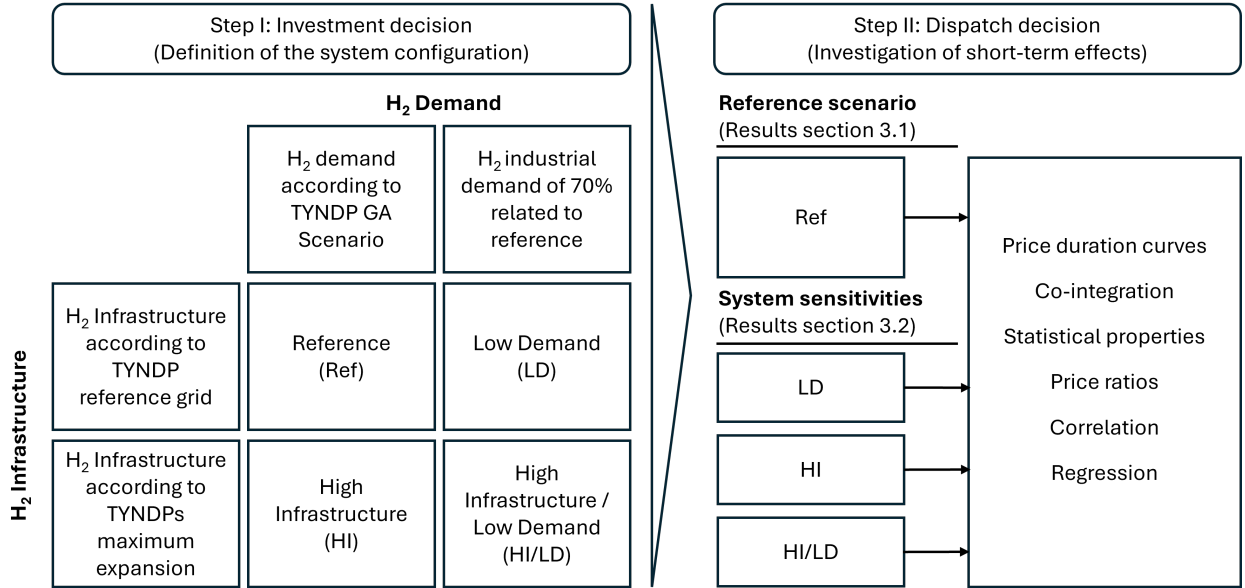 Step I: Investment decision
(Definition of the system configuration)
H2 Demand
H2 demand
according to
TYNDP GA
Scenario
H2 industrial
demand of 70%
related to
reference
H2 Infrastructure
H2 Infrastructure
according to
TYNDP
reference grid
Reference
(Ref)
Low Demand
(LD)
H2 Infrastructure
according to
TYNDPs
maximum
expansion
High
Infrastructure
(HI)
High
Infrastructure /
Low Demand
(HI/LD)
Step II: Dispatch decision
(Investigation of short-term effects)
Reference scenario
(Results section 3.1)
Ref
System sensitivities
(Results section 3.2)
LD
HI
HI/LD
Price duration curves
Co-integration
Statistical properties
Price ratios
Correlation
Regression